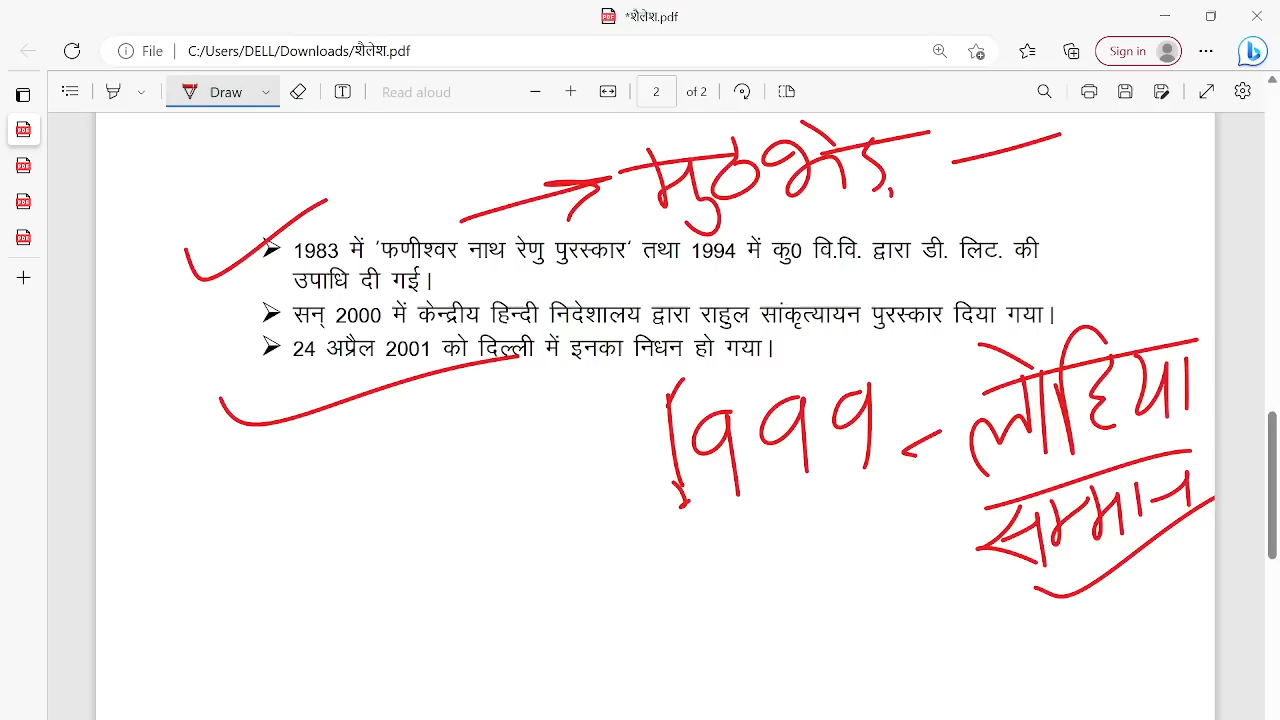 *शैलेश.pdf
File C:/Users/DELL/Downloads/शैलेश.pdf Sign in
Draw Read aloud 2 of 2
मुठभेड़
1983 में 'फणीश्वर नाथ रेणु पुरस्कार' तथा 1994 में कु0 वि.वि. द्वारा डी. लिट. की
उपाधि दी गई।
सन् 2000 में केन्द्रीय हिन्दी निदेशालय द्वारा राहुल सांकृत्यायन पुरस्कार दिया गया।
24 अप्रैल 2001 को दिल्ली में इनका निधन हो गया।
1999 - लोहिया
सम्मान